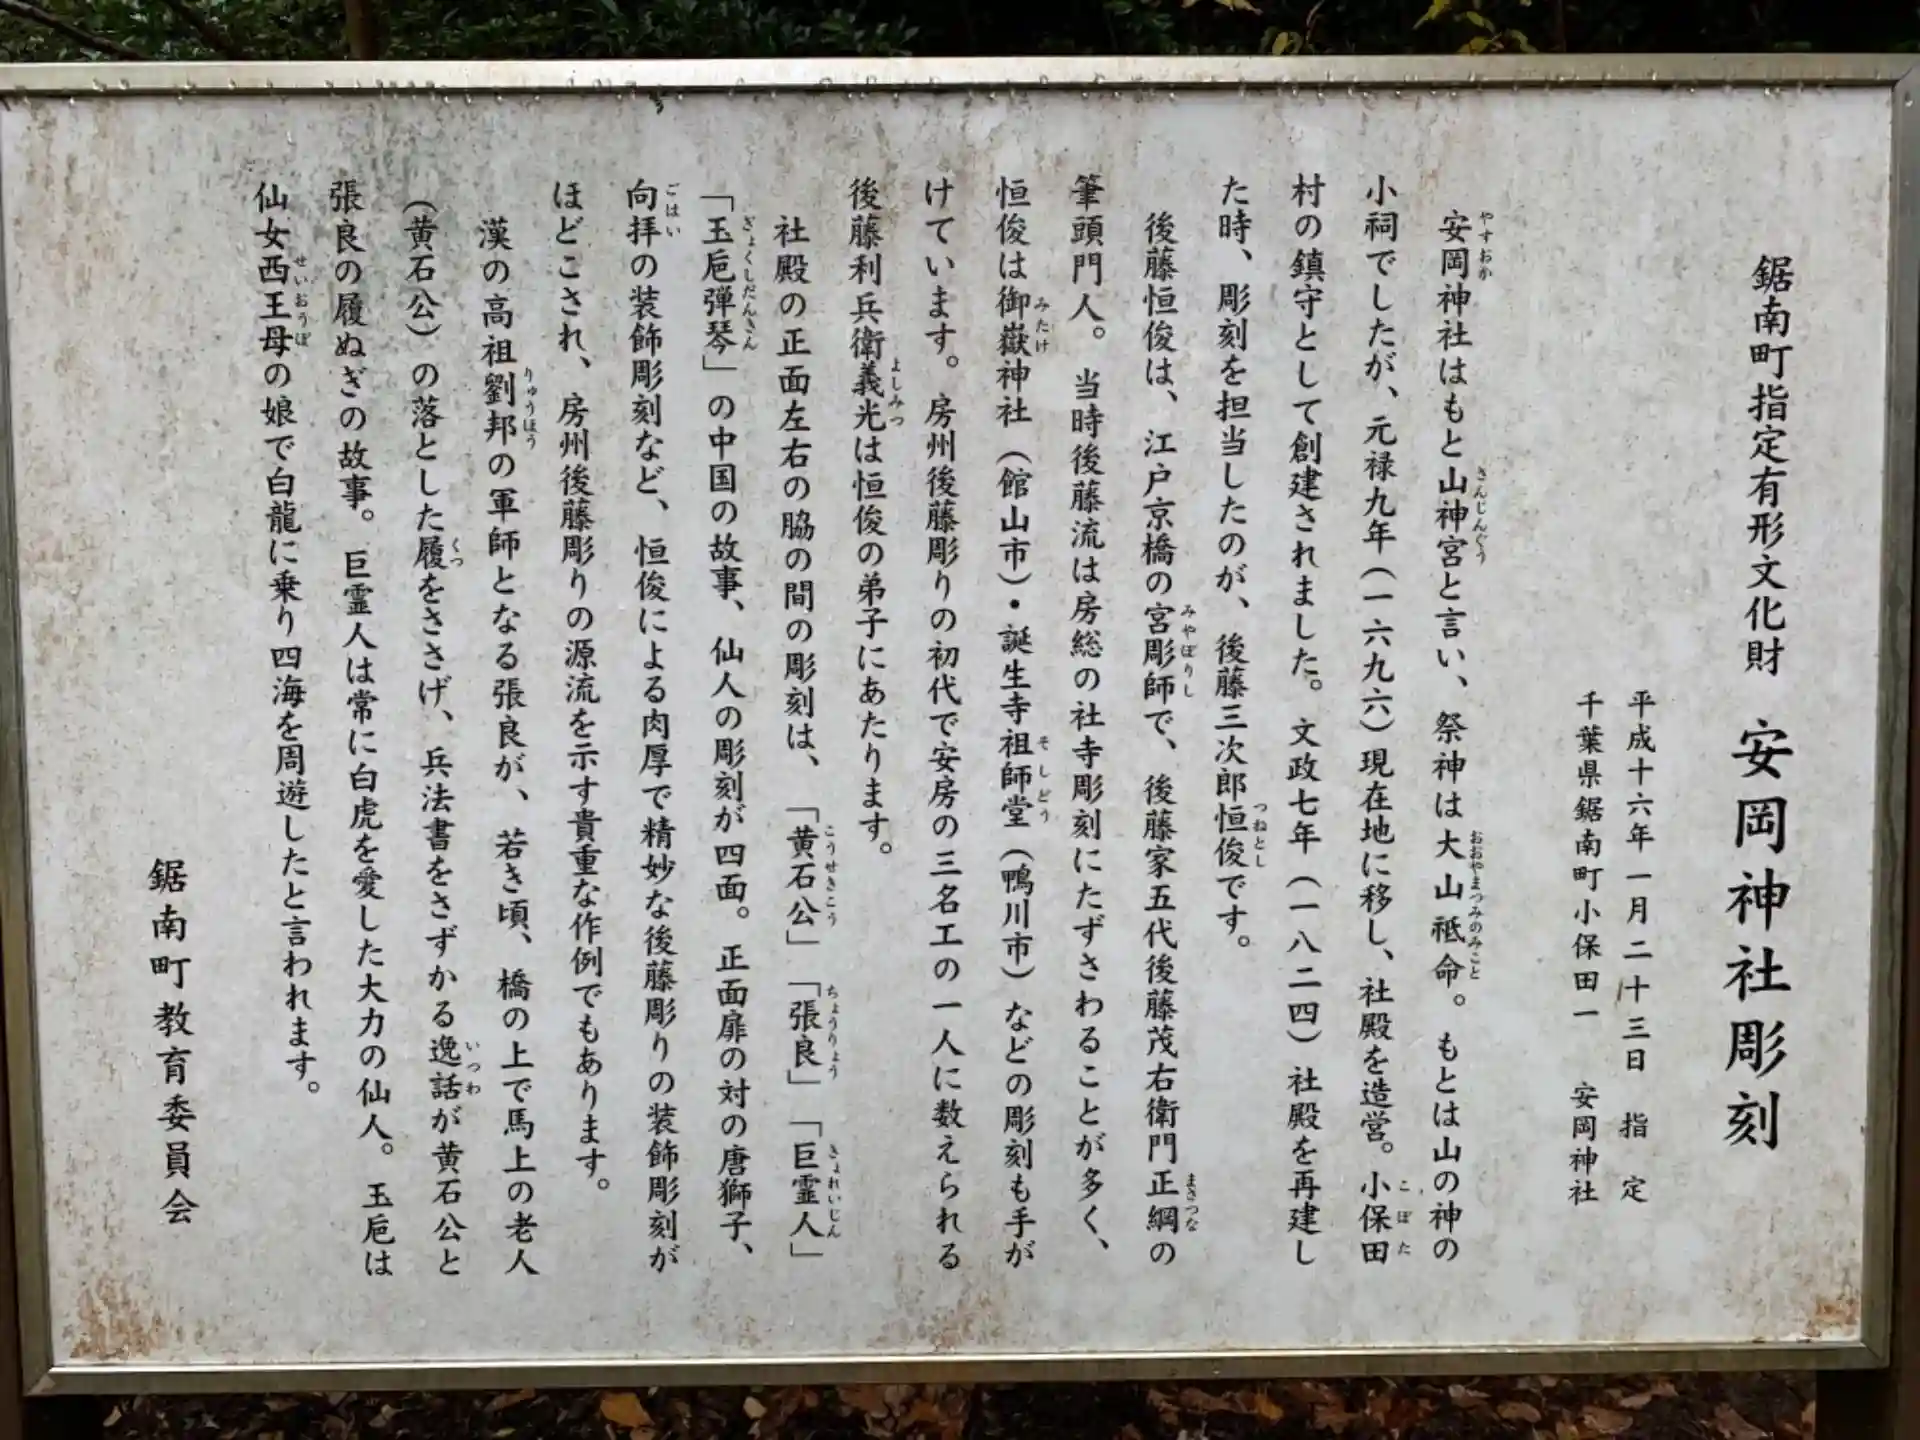 鋸南町指定有形文化財 安岡神社彫刻
平成十六年一月二十三日 指定
千葉県鋸南町小保田一 安岡神社
安岡神社はもと山神宮と言い、祭神は大山祗命。もとは山の神の
小祠でしたが、元禄九年（一六九六）現在地に移し、社殿を造営。小保田
村の鎮守として創建されました。文政七年（一八二四）社殿を再建し
た時、彫刻を担当したのが、後藤三次郎恒俊です。
後藤恒俊は、江戸京橋の宮彫師で、後藤家五代後藤茂右衛門正綱の
筆頭門人。当時後藤流は房総の社寺彫刻にたずさわることが多く、
恒俊は御嶽神社（館山市）・誕生寺祖師堂（鴨川市）などの彫刻も手が
けています。房州後藤彫りの初代で安房の三名工の一人に数えられる
後藤利兵衛義光は恒俊の弟子にあたります。
社殿の正面左右の脇の間の彫刻は、「黄石公」「張良」「巨霊人」
「玉巵弾琴」の中国の故事、仙人の彫刻が四面。正面扉の対の唐獅子、
向拝の装飾彫刻など、恒俊による肉厚で精妙な後藤彫りの装飾彫刻が
ほどこされ、房州後藤彫りの源流を示す貴重な作例でもあります。
漢の高祖劉邦の軍師となる張良が、若き頃、橋の上で馬上の老人
（黄石公）の落とした履をささげ、兵法書をさずかる逸話が黄石公と
張良の履ぬぎの故事。巨霊人は常に白虎を愛した大力の仙人。玉巵は
仙女西王母の娘で白龍に乗り四海を周遊したと言われます。
鋸南町教育委員会